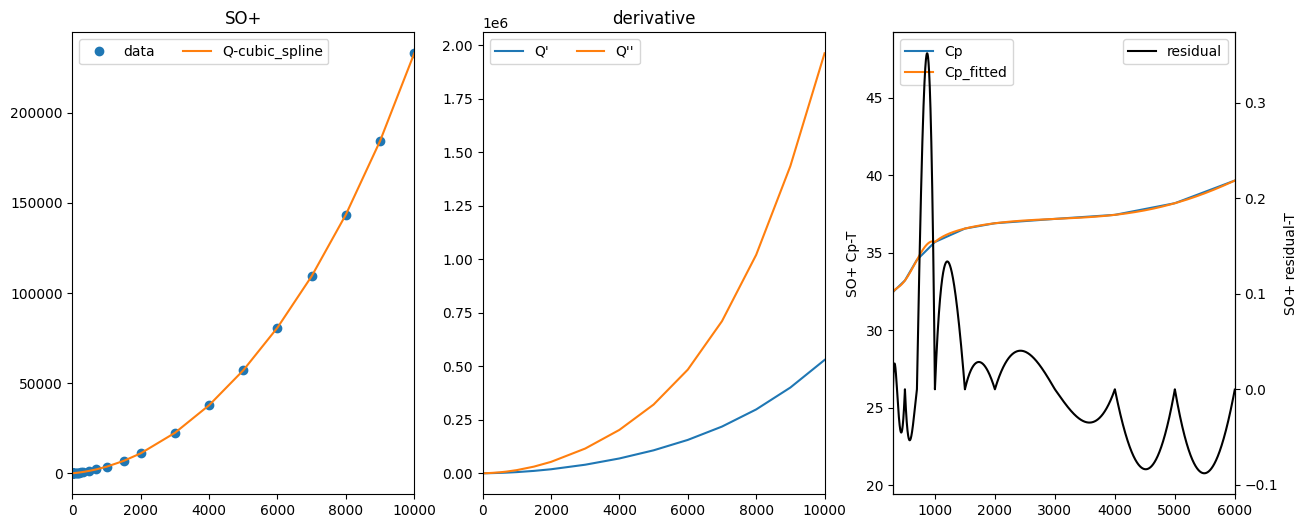 SO+
data
Q-cubic_spline
200000
150000
100000
50000
0
0 2000 4000 6000 8000 10000
derivative
1e6
Q'
Q''
2.00
1.75
1.50
1.25
1.00
0.75
0.50
0.25
0.00
0 2000 4000 6000 8000 10000
Cp
Cp_fitted
residual
SO+ Cp-T
45
40
35
30
25
20
1000 2000 3000 4000 5000 6000
0.3
0.2
0.1
0.0
−0.1
SO+ residual-T